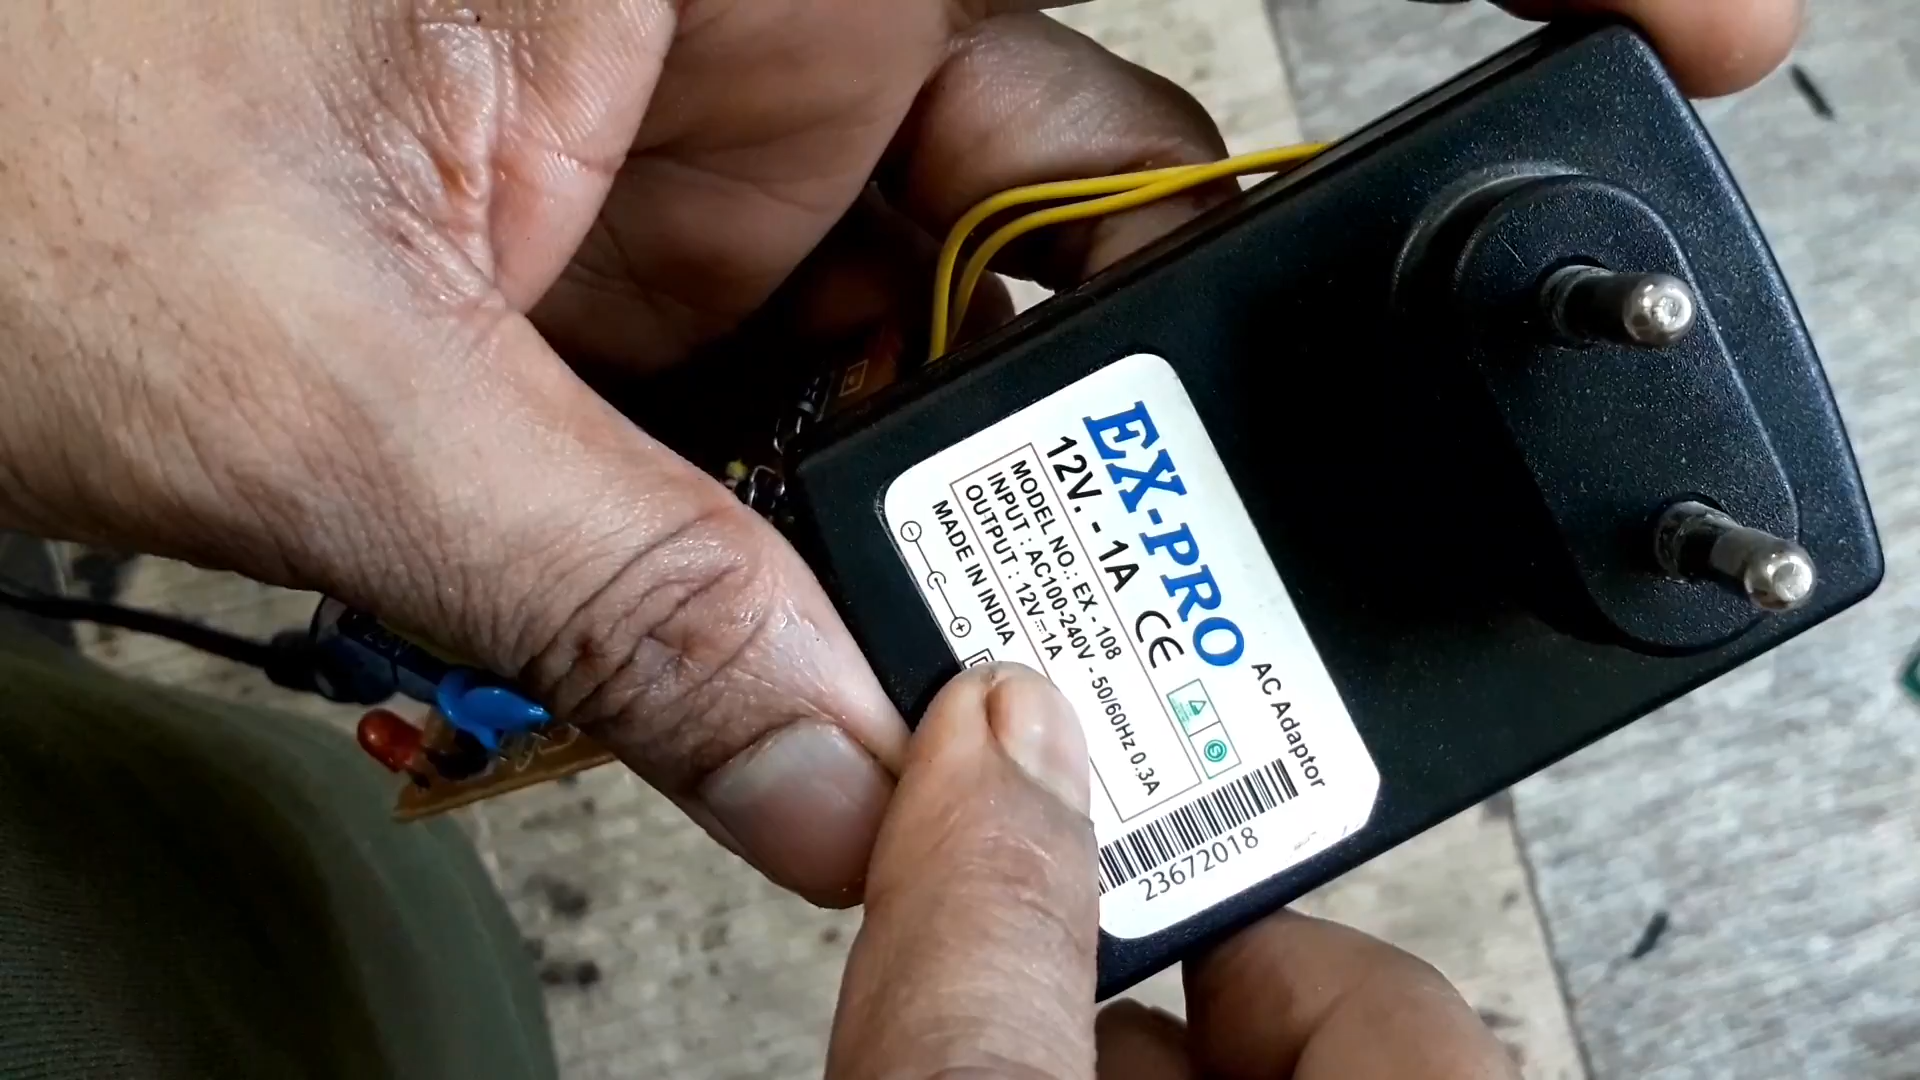 EX-PRO
AC Adaptor
12V. - 1A CE
MODEL NO.: EX - 108
INPUT : AC100-240V - 50/60Hz 0.3A
OUTPUT : 12V⎓1A
MADE IN INDIA
23672018